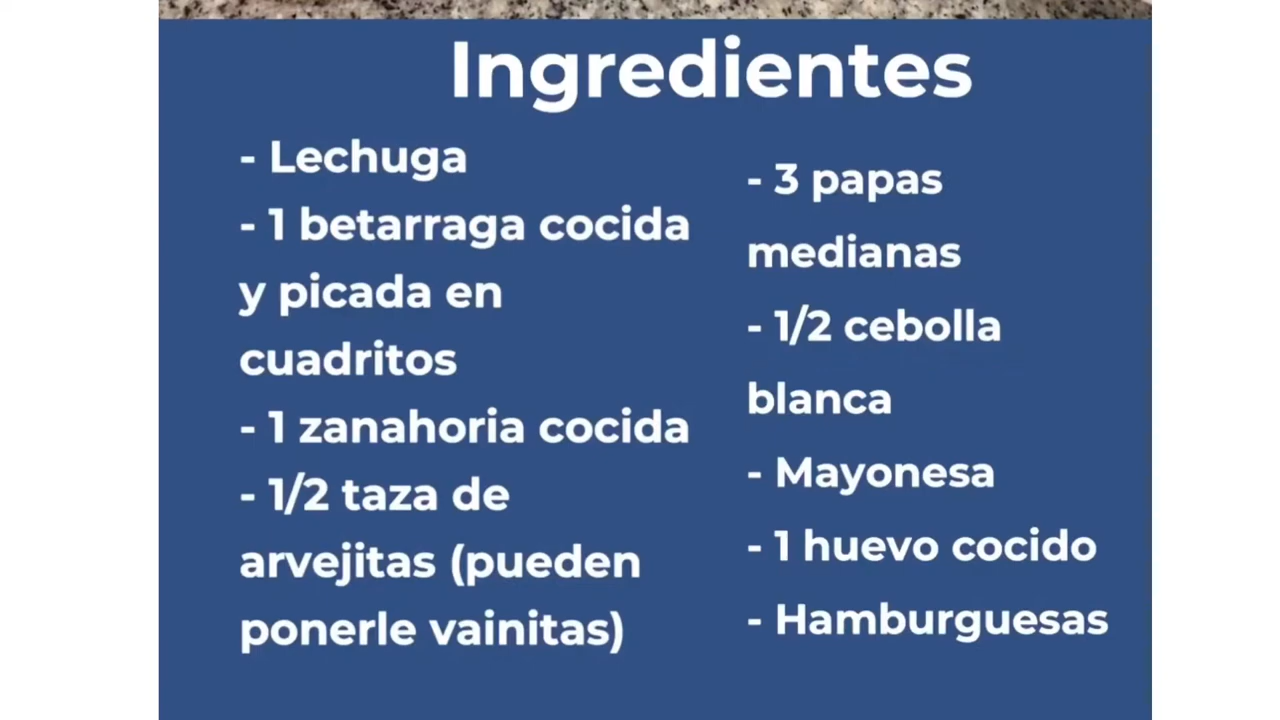 Ingredientes
- Lechuga
- 1 betarraga cocida
y picada en
cuadritos
- 1 zanahoria cocida
- 1/2 taza de
arvejitas (pueden
ponerle vainitas)
- 3 papas
medianas
- 1/2 cebolla
blanca
- Mayonesa
- 1 huevo cocido
- Hamburguesas